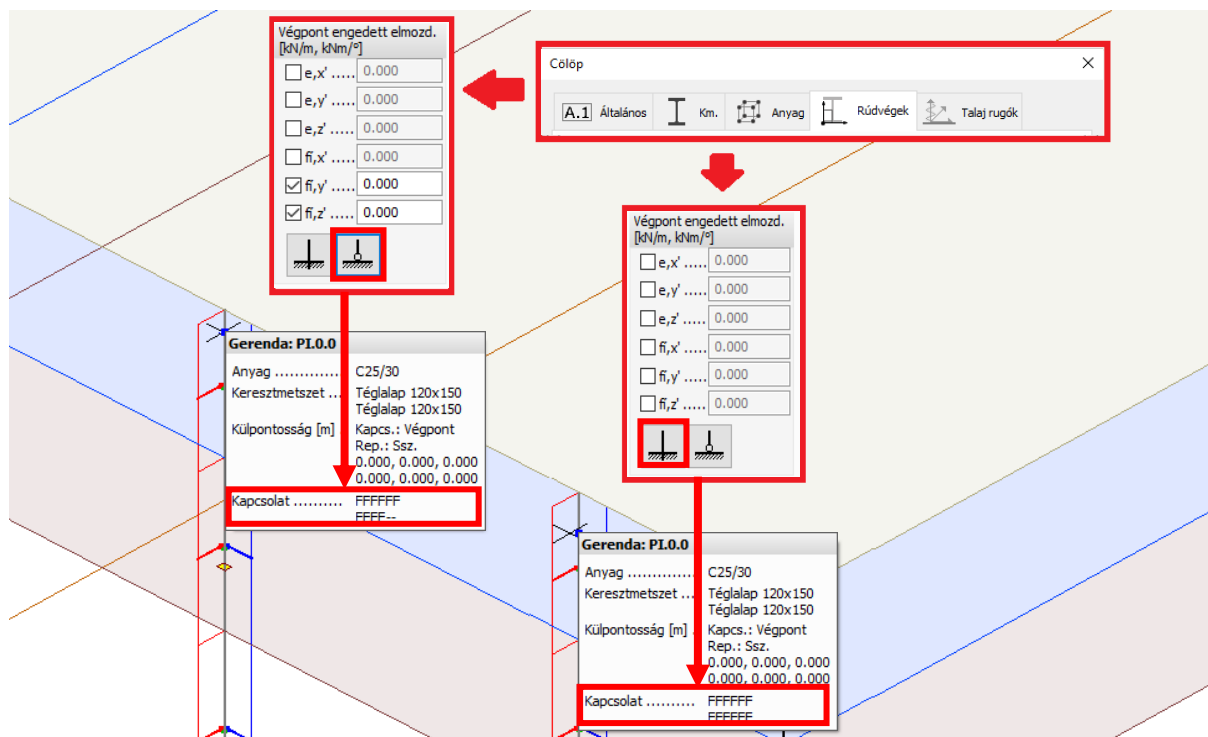 Végpont engedett elmozd.
[kN/m, kNm/°]
e,x' ..... 0.000
e,y' ..... 0.000
e,z' ..... 0.000
fi,x' ..... 0.000
fi,y' ..... 0.000
fi,z' ..... 0.000
Cölöp
A.1 Általános Km. Anyag Rúdvégek Talaj rugók
Végpont engedett elmozd.
[kN/m, kNm/°]
e,x' ..... 0.000
e,y' ..... 0.000
e,z' ..... 0.000
fi,x' ..... 0.000
fi,y' ..... 0.000
fi,z' ..... 0.000
Gerenda: PI.0.0
Anyag .............. C25/30
Keresztmetszet ... Téglalap 120x150
Téglalap 120x150
Külpontosság [m] . Kapcs.: Végpont
Rep.: Ssz.
0.000, 0.000, 0.000
0.000, 0.000, 0.000
Kapcsolat .......... FFFFFF
FFFF--
Gerenda: PI.0.0
Anyag .............. C25/30
Keresztmetszet ... Téglalap 120x150
Téglalap 120x150
Külpontosság [m] . Kapcs.: Végpont
Rep.: Ssz.
0.000, 0.000, 0.000
0.000, 0.000, 0.000
Kapcsolat .......... FFFFFF
FFFFFF